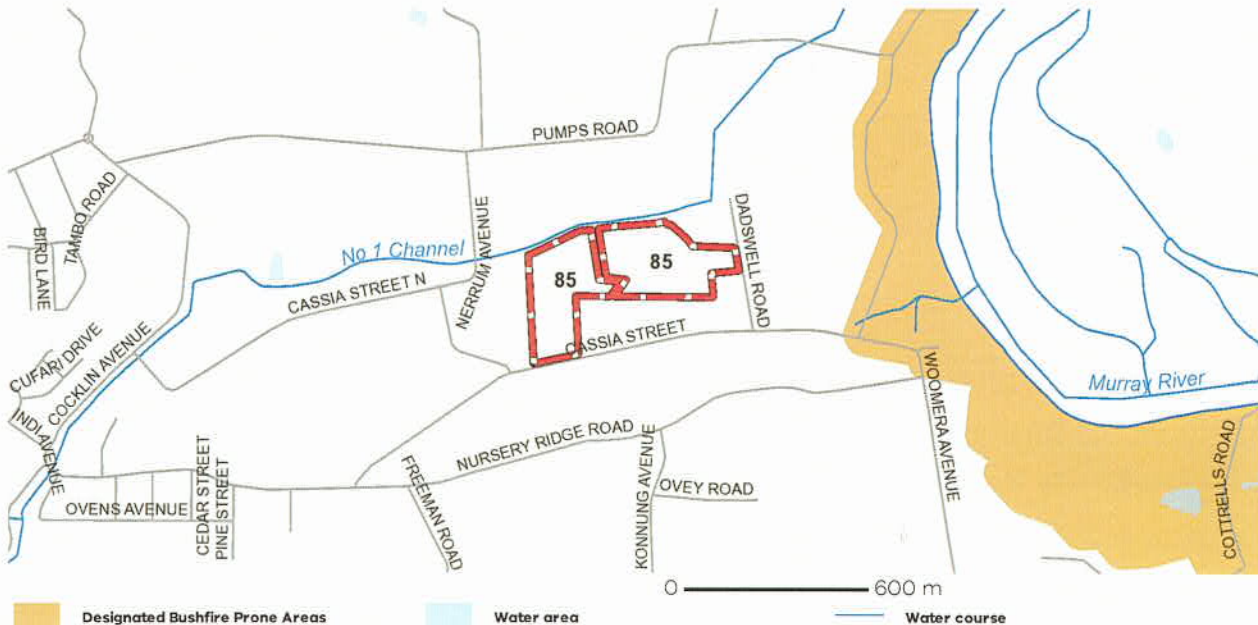 PUMPS ROAD
TAMBO ROAD
BIRD LANE
DADSWELL ROAD
NERRUM AVENUE
No 1 Channel
85
85
CASSIA STREET N
CASSIA STREET
CUFARI DRIVE
COCKLIN AVENUE
INDI AVENUE
WOOMERA AVENUE
Murray River
NURSERY RIDGE ROAD
FREEMAN ROAD
KONNUNG AVENUE
OVEY ROAD
COTTRELLS ROAD
OVENS AVENUE
CEDAR STREET
PINE STREET
0 600 m
Designated Bushfire Prone Areas
Water area
Water course